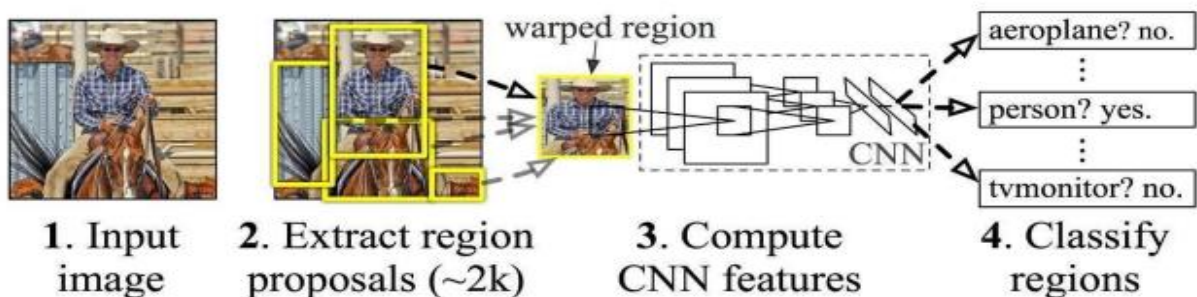 warped region
aeroplane? no.
person? yes.
CNN
tvmonitor? no.
1. Input
image
2. Extract region
proposals (~2k)
3. Compute
CNN features
4. Classify
regions